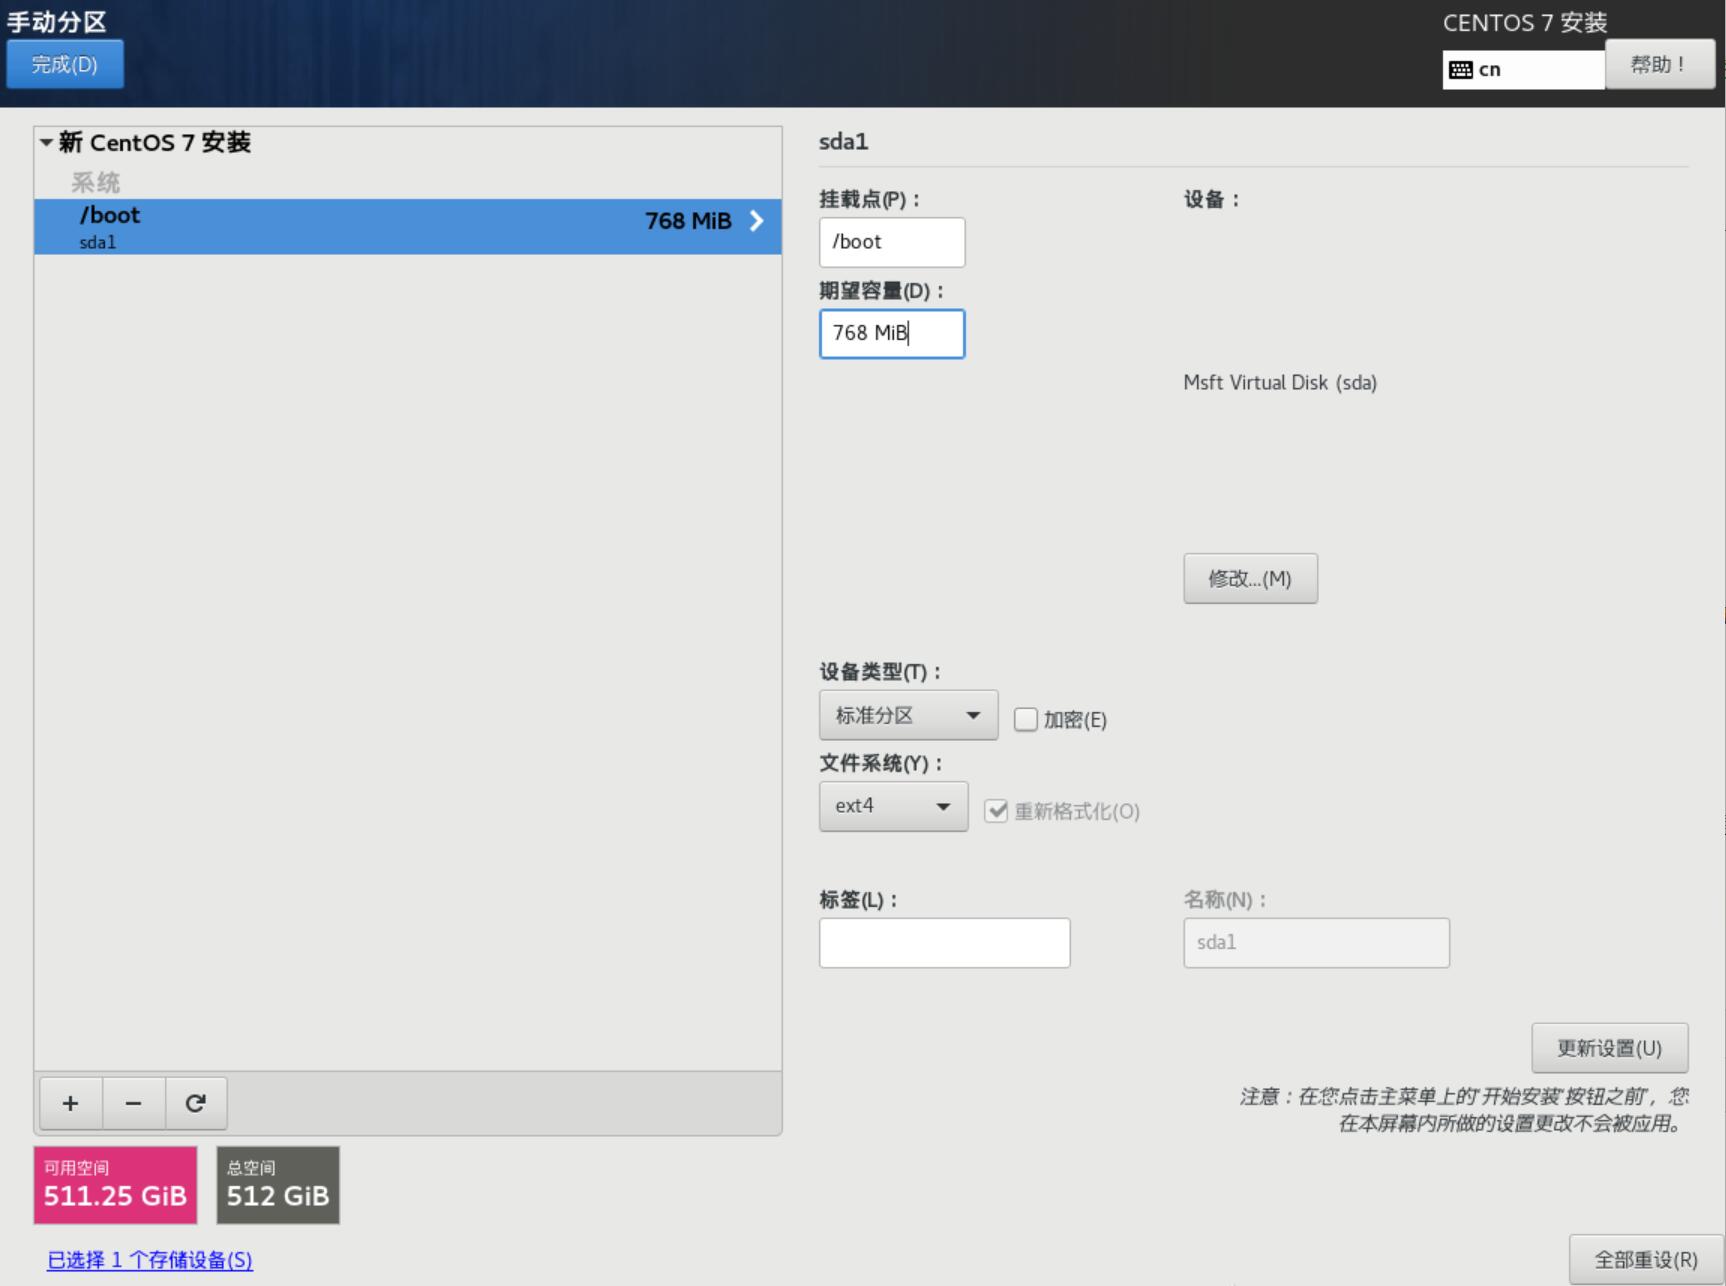 手动分区
CENTOS 7 安装
完成(D)
cn
帮助！
新 CentOS 7 安装
系统
/boot
768 MiB
sda1
sda1
挂载点(P)：
设备：
/boot
期望容量(D)：
768 MiB
Msft Virtual Disk (sda)
修改...(M)
设备类型(T)：
标准分区
加密(E)
文件系统(Y)：
ext4
重新格式化(O)
标签(L)：
名称(N)：
sda1
更新设置(U)
注意：在您点击主菜单上的"开始安装"按钮之前，您
在本屏幕内所做的设置更改不会被应用。
可用空间
511.25 GiB
总空间
512 GiB
已选择 1 个存储设备(S)
全部重设(R)